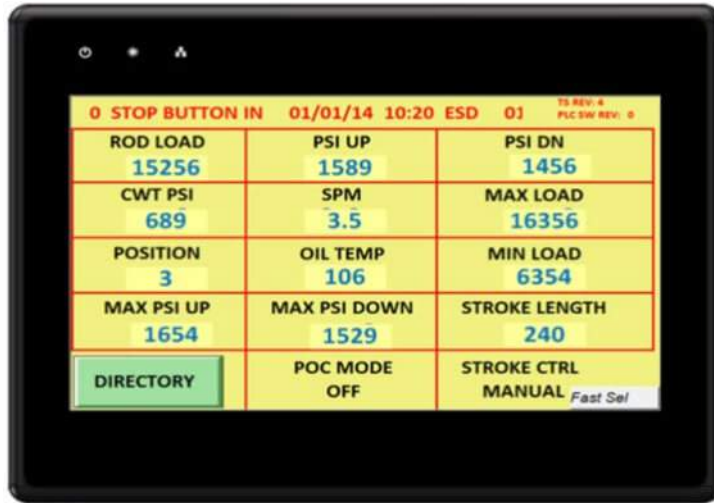 0 STOP BUTTON IN 01/01/14 10:20 ESD 01
TS REV: 4
PLC SW REV: 0
ROD LOAD PSI UP PSI DN
15256 1589 1456
CWT PSI SPM MAX LOAD
689 3.5 16356
POSITION OIL TEMP MIN LOAD
3 106 6354
MAX PSI UP MAX PSI DOWN STROKE LENGTH
1654 1529 240
DIRECTORY POC MODE STROKE CTRL
OFF MANUAL
Fast Sel